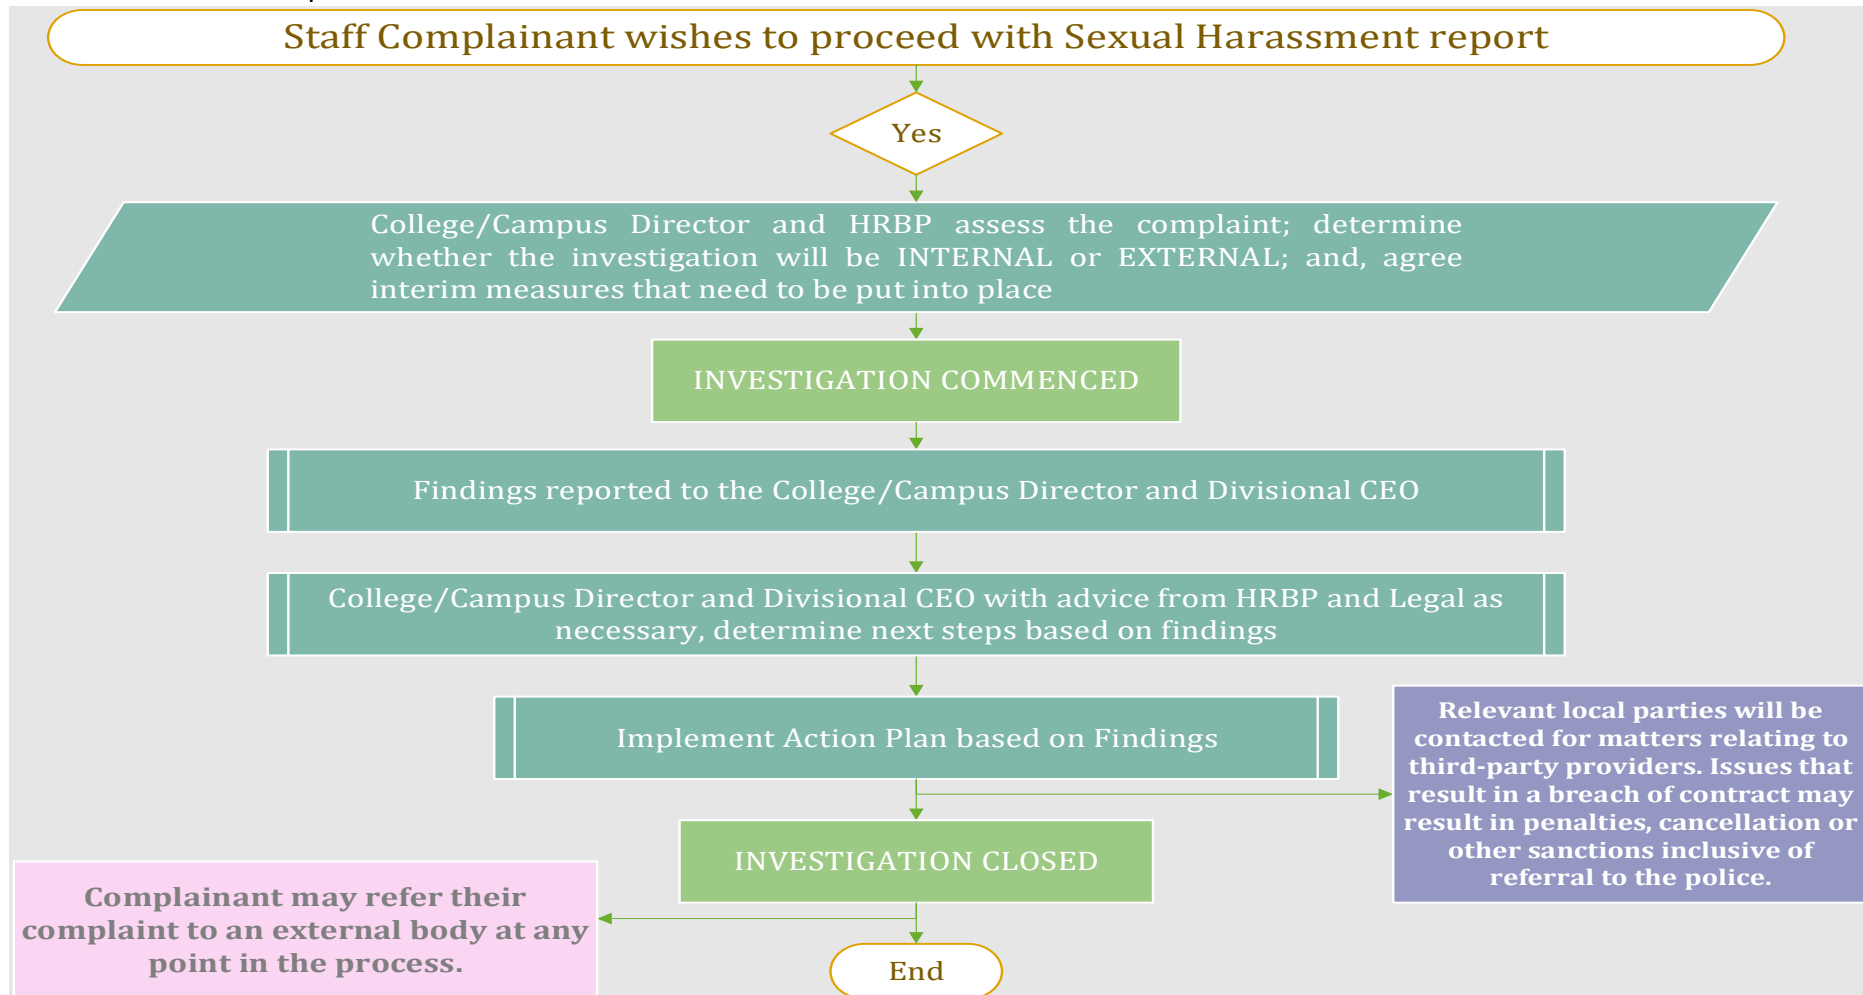 Staff Complainant wishes to proceed with Sexual Harassment report
Yes
College/Campus Director and HRBP assess the complaint; determine
whether the investigation will be INTERNAL or EXTERNAL; and, agree
interim measures that need to be put into place
INVESTIGATION COMMENCED
Findings reported to the College/Campus Director and Divisional CEO
College/Campus Director and Divisional CEO with advice from HRBP and Legal as
necessary, determine next steps based on findings
Implement Action Plan based on Findings
Relevant local parties will be
contacted for matters relating to
third-party providers. Issues that
result in a breach of contract may
result in penalties, cancellation or
other sanctions inclusive of
referral to the police.
INVESTIGATION CLOSED
Complainant may refer their
complaint to an external body at any
point in the process.
End